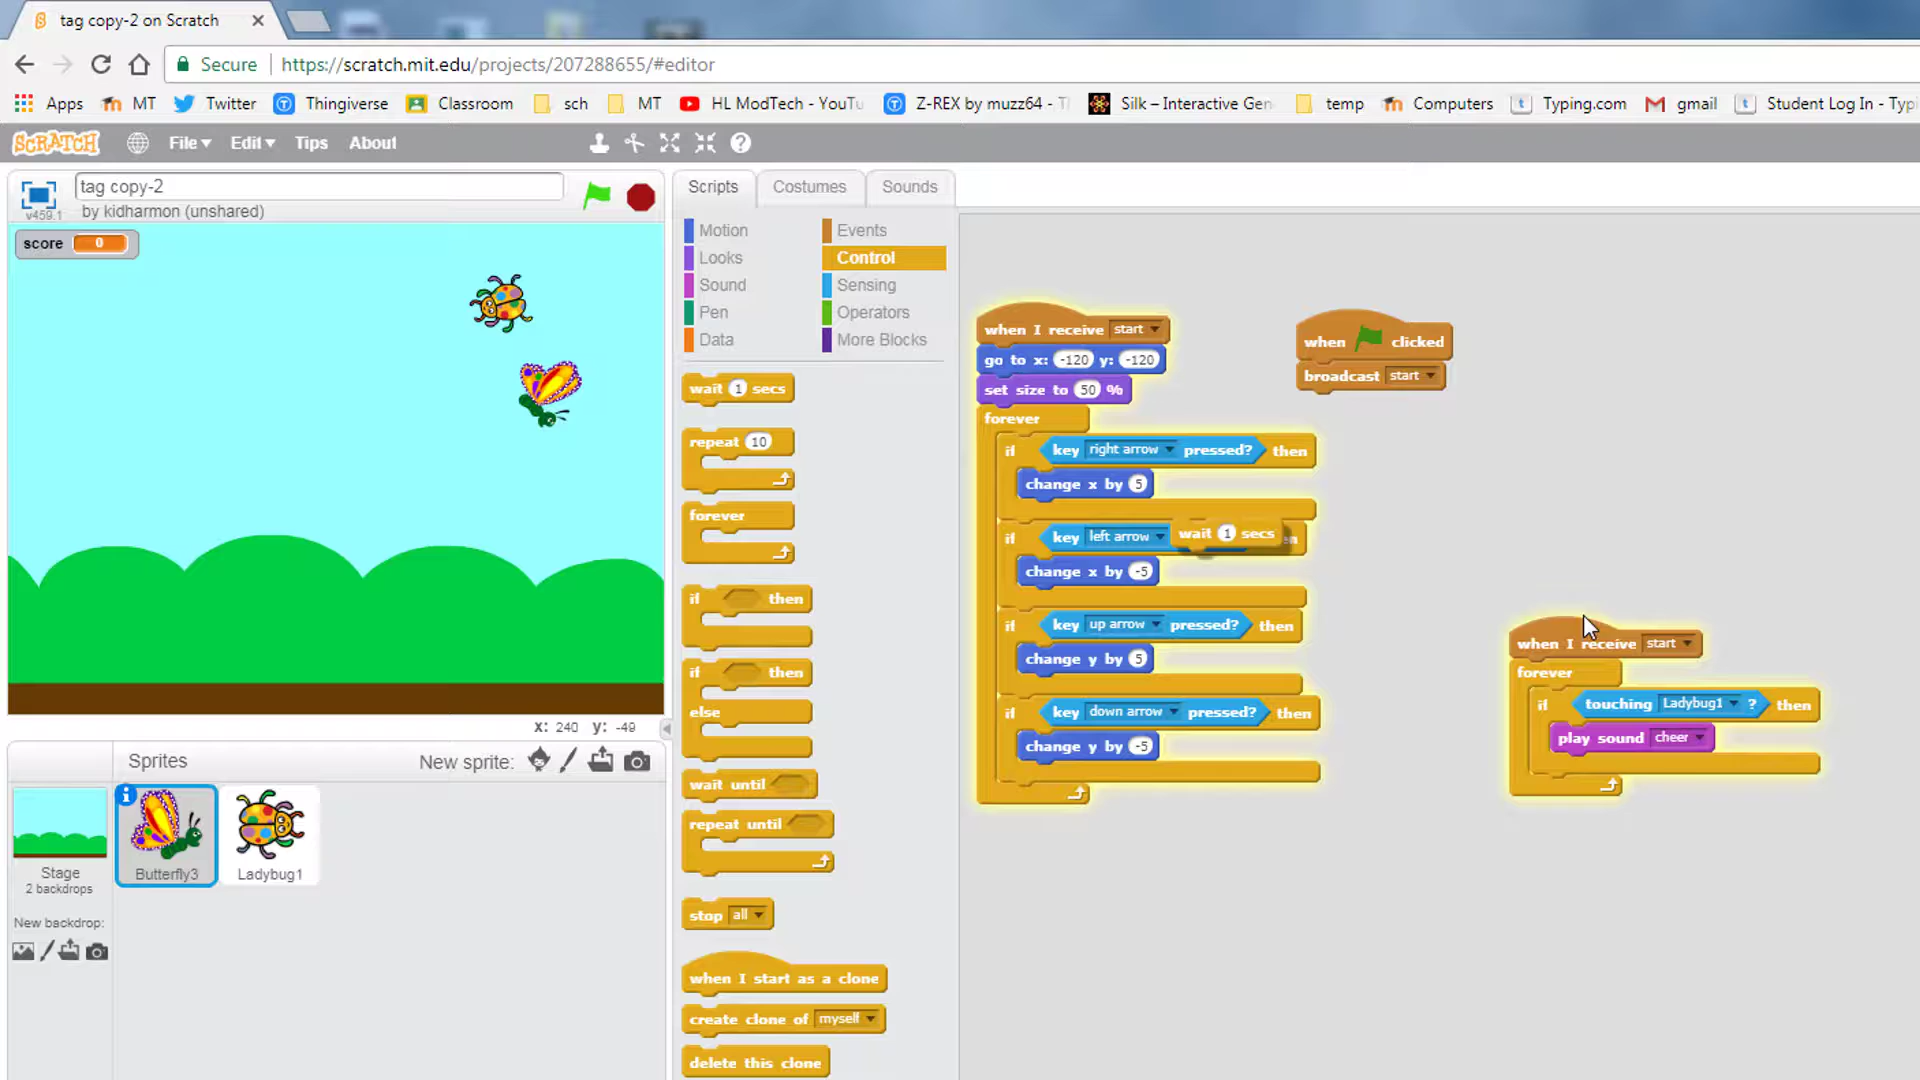 tag copy-2 on Scratch
Secure https://scratch.mit.edu/projects/207288655/#editor
Apps MT Twitter Thingiverse Classroom sch MT HL ModTech - YouTu Z-REX by muzz64 - T Silk – Interactive Gen temp Computers Typing.com gmail Student Log In - Typi
SCRATCH File Edit Tips About
tag copy-2
v459.1 by kidharmon (unshared)
score 0
x: 240 y: -49
Sprites New sprite:
Stage
2 backdrops
New backdrop:
Butterfly3
Ladybug1
Scripts Costumes Sounds
Motion Events
Looks Control
Sound Sensing
Pen Operators
Data More Blocks
wait 1 secs
repeat 10
forever
if then
if then
else
wait until
repeat until
stop all
when I start as a clone
create clone of myself
delete this clone
when I receive start
go to x: -120 y: -120
set size to 50 %
forever
if key right arrow pressed? then
change x by 5
if key left arrow
wait 1 secs
change x by -5
if key up arrow pressed? then
change y by 5
if key down arrow pressed? then
change y by -5
when clicked
broadcast start
when I receive start
forever
if touching Ladybug1 ? then
play sound cheer